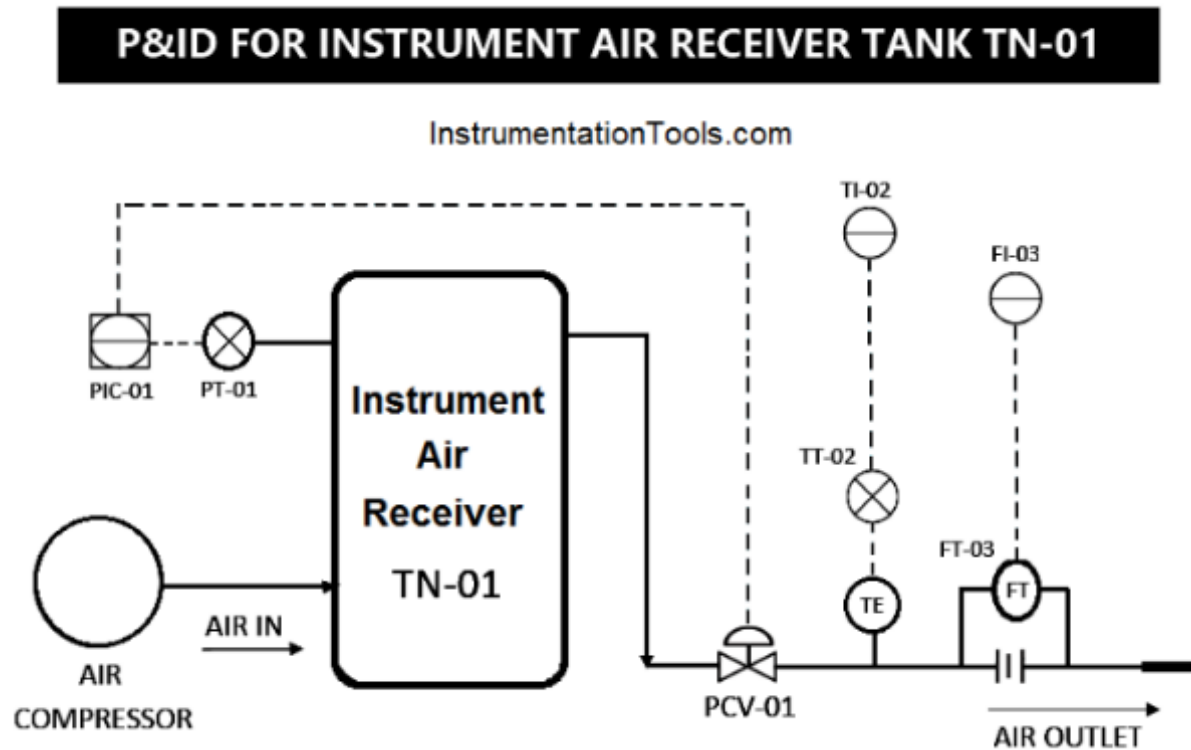 P&ID FOR INSTRUMENT AIR RECEIVER TANK TN-01
InstrumentationTools.com
TI-02
FI-03
PIC-01
PT-01
Instrument
Air
Receiver
TN-01
TT-02
FT-03
TE
FT
AIR IN
AIR
COMPRESSOR
PCV-01
AIR OUTLET